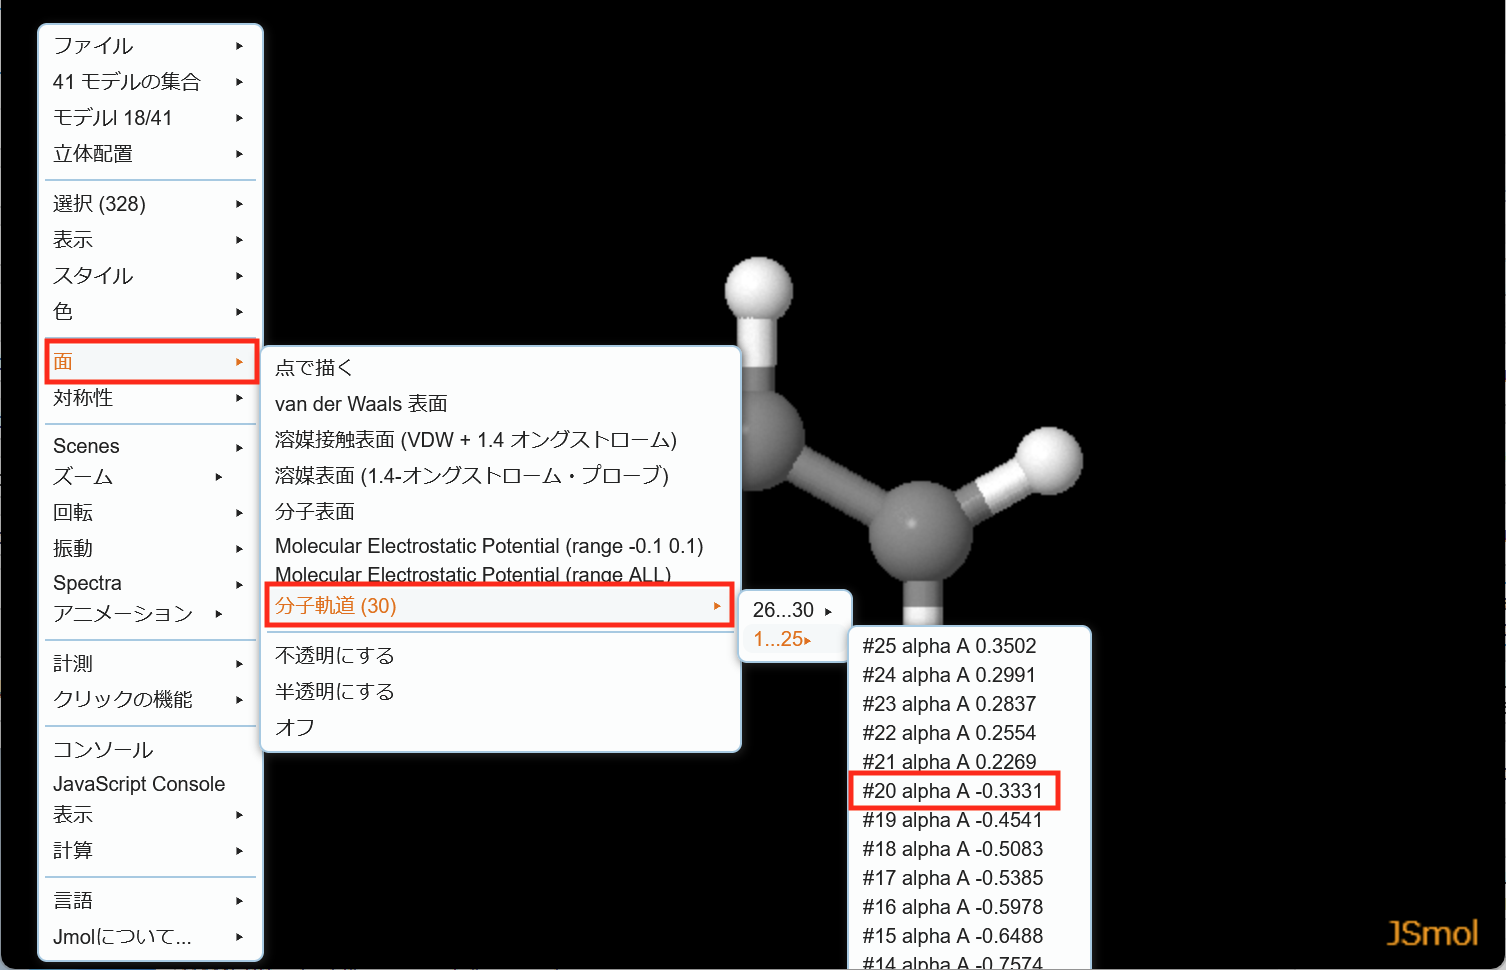 ファイル
41 モデルの集合
モデルl 18/41
立体配置
選択 (328)
表示
スタイル
色
面
対称性
Scenes
ズーム
回転
振動
Spectra
アニメーション
計測
クリックの機能
コンソール
JavaScript Console
表示
計算
言語
Jmolについて...
点で描く
van der Waals 表面
溶媒接触表面 (VDW + 1.4 オングストローム)
溶媒表面 (1.4-オングストローム・プローブ)
分子表面
Molecular Electrostatic Potential (range -0.1 0.1)
Molecular Electrostatic Potential (range ALL)
分子軌道 (30)
不透明にする
半透明にする
オフ
26...30
1...25
#25 alpha A 0.3502
#24 alpha A 0.2991
#23 alpha A 0.2837
#22 alpha A 0.2554
#21 alpha A 0.2269
#20 alpha A -0.3331
#19 alpha A -0.4541
#18 alpha A -0.5083
#17 alpha A -0.5385
#16 alpha A -0.5978
#15 alpha A -0.6488
#14 alpha A -0.7574
JSmol